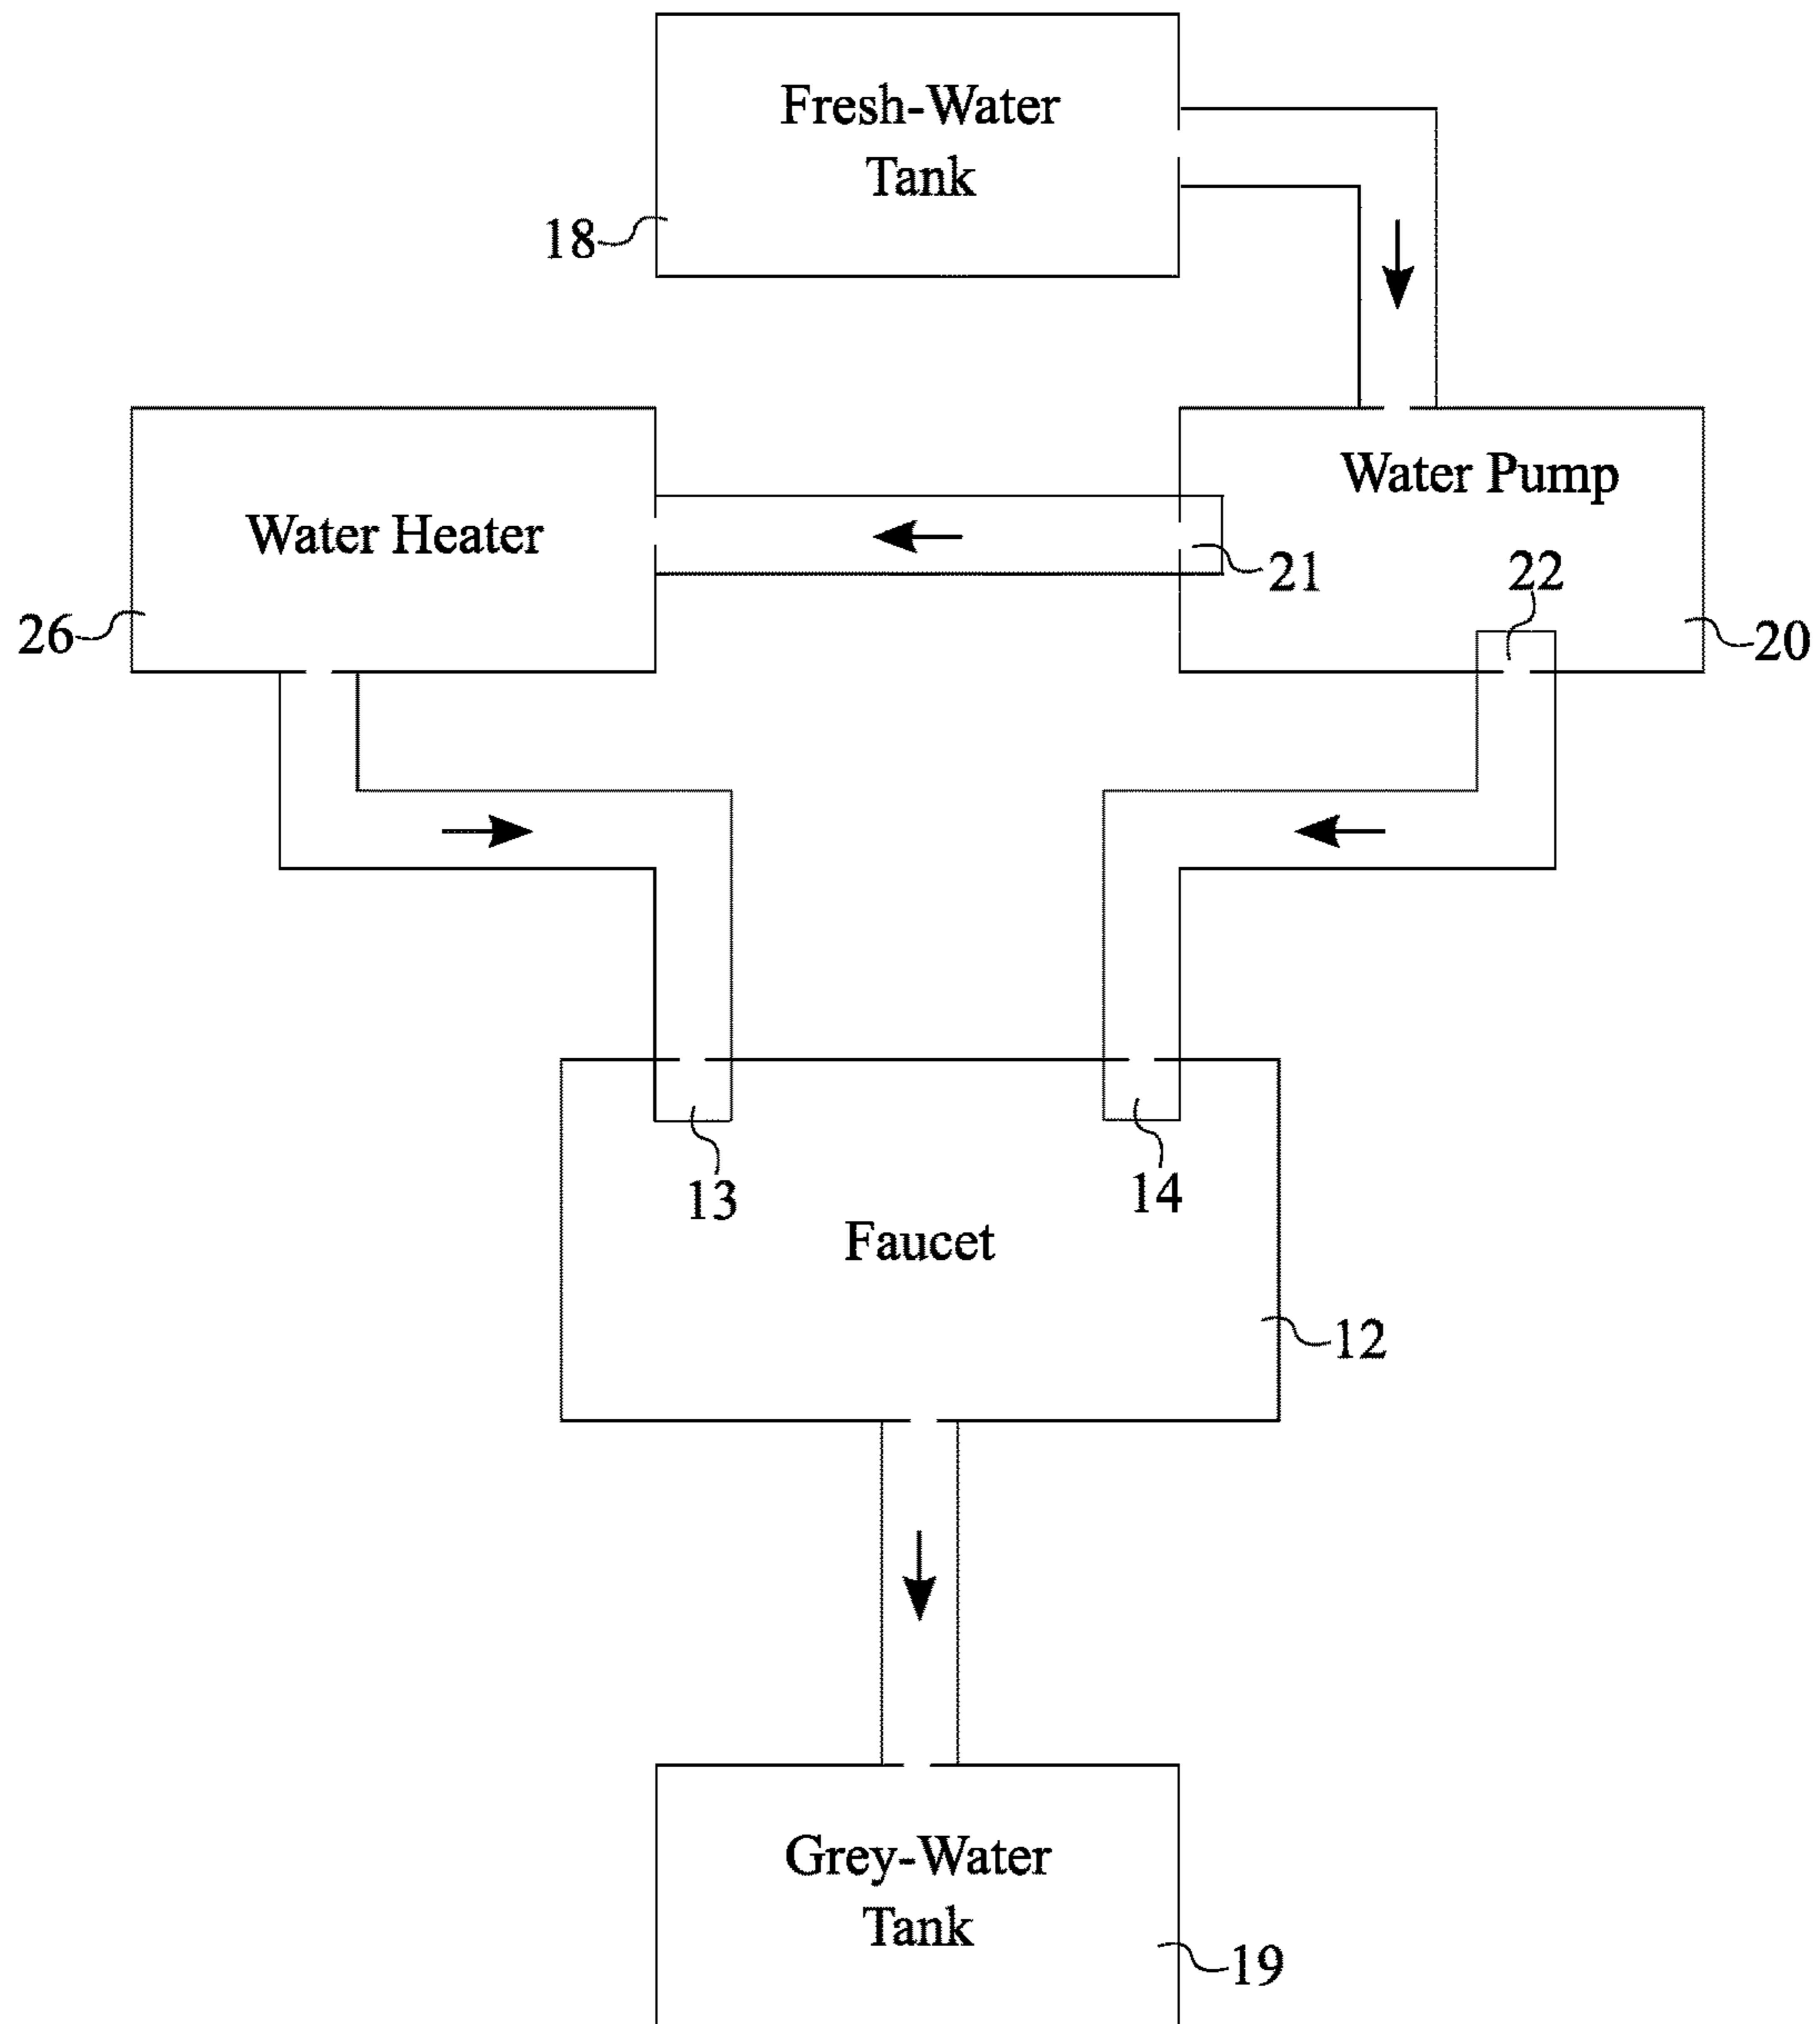 Fresh-Water
Tank
18
Water Heater
Water Pump
21
22
26
20
13
14
Faucet
12
Grey-Water
Tank
19